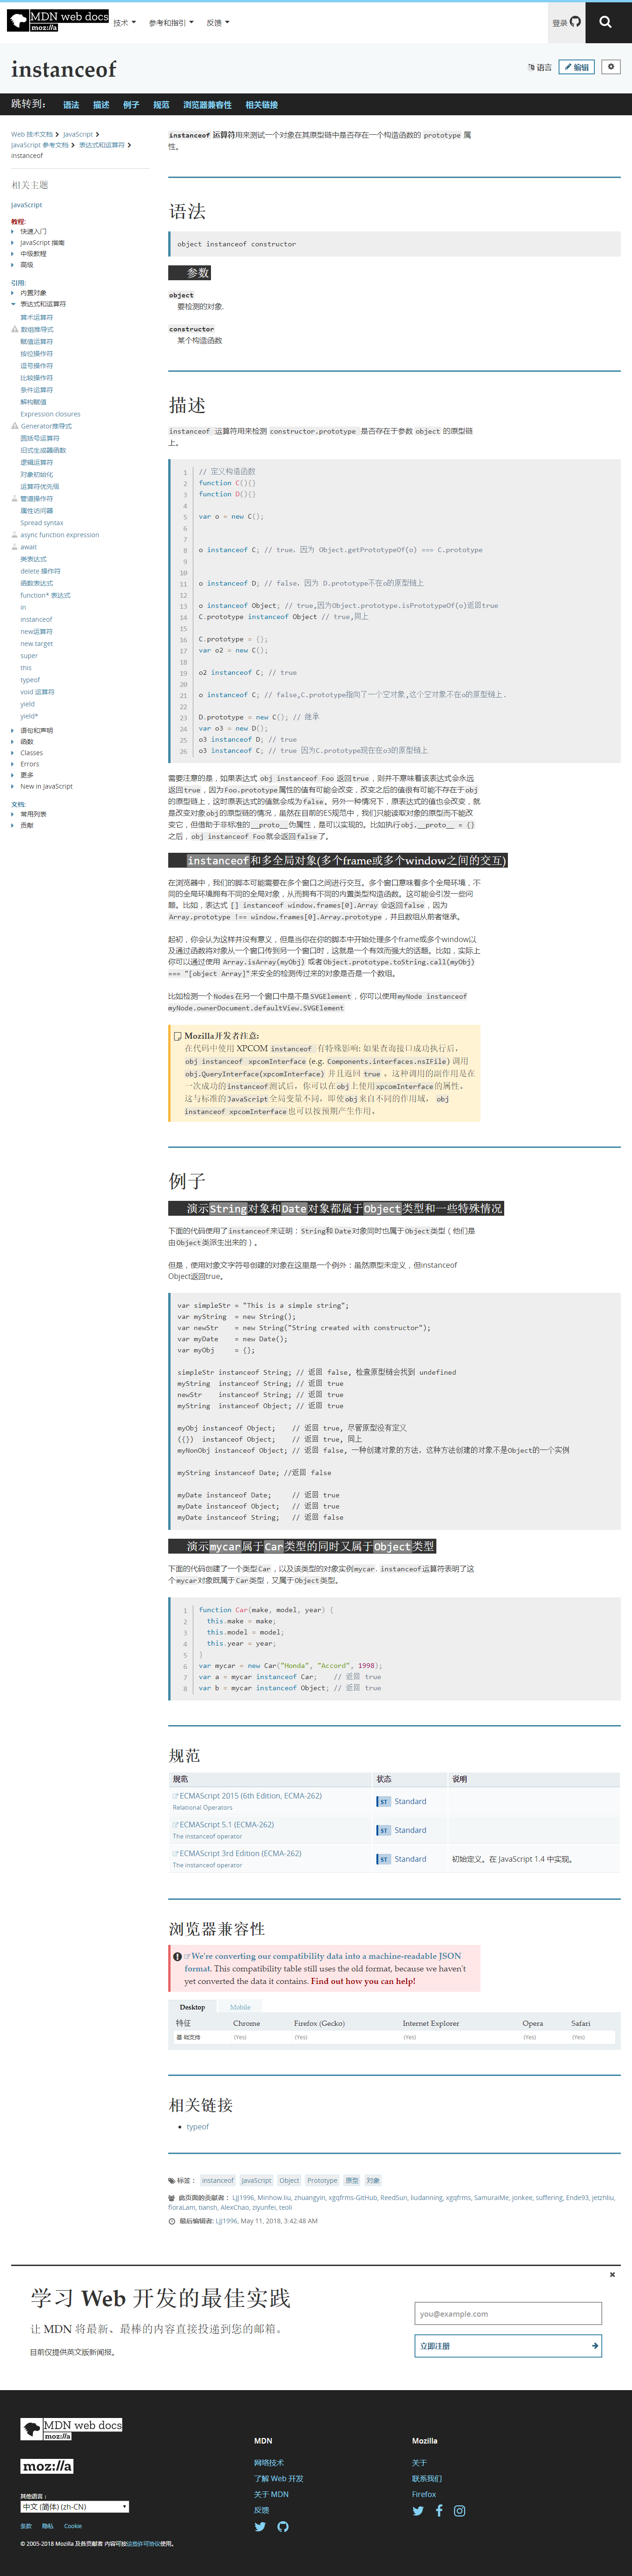 MDN web docs
moz://a
技术 参考和指引 反馈
登录
instanceof
语言 编辑
跳转到： 语法 描述 例子 规范 浏览器兼容性 相关链接
Web 技术文档 JavaScript
JavaScript 参考文档 表达式和运算符
instanceof
相关主题
JavaScript
教程:
快速入门
JavaScript 指南
中级教程
高级
引用:
内置对象
表达式和运算符
算术运算符
数组推导式
赋值运算符
按位操作符
逗号操作符
比较操作符
条件运算符
解构赋值
Expression closures
Generator推导式
圆括号运算符
旧式生成器函数
逻辑运算符
对象初始化
运算符优先级
管道操作符
属性访问器
Spread syntax
async function expression
await
类表达式
delete 操作符
函数表达式
function* 表达式
in
instanceof
new运算符
new.target
super
this
typeof
void 运算符
yield
yield*
语句和声明
函数
Classes
Errors
更多
New in JavaScript
文档:
常用列表
贡献
instanceof 运算符用来测试一个对象在其原型链中是否存在一个构造函数的 prototype 属
性。
语法
object instanceof constructor
参数
object
要检测的对象.
constructor
某个构造函数
描述
instanceof 运算符用来检测 constructor.prototype 是否存在于参数 object 的原型链
上。
1 // 定义构造函数
2 function C(){}
3 function D(){}
4
5 var o = new C();
6
7
8 o instanceof C; // true，因为 Object.getPrototypeOf(o) === C.prototype
9
10
11 o instanceof D; // false，因为 D.prototype不在o的原型链上
12
13 o instanceof Object; // true,因为Object.prototype.isPrototypeOf(o)返回true
14 C.prototype instanceof Object // true,同上
15
16 C.prototype = {};
17 var o2 = new C();
18
19 o2 instanceof C; // true
20
21 o instanceof C; // false,C.prototype指向了一个空对象,这个空对象不在o的原型链上.
22
23 D.prototype = new C(); // 继承
24 var o3 = new D();
25 o3 instanceof D; // true
26 o3 instanceof C; // true 因为C.prototype现在在o3的原型链上
需要注意的是，如果表达式 obj instanceof Foo 返回true，则并不意味着该表达式会永远
返回true，因为Foo.prototype属性的值有可能会改变，改变之后的值很有可能不存在于obj
的原型链上，这时原表达式的值就会成为false。另外一种情况下，原表达式的值也会改变，就
是改变对象obj的原型链的情况，虽然在目前的ES规范中，我们只能读取对象的原型而不能改
变它，但借助于非标准的__proto__伪属性，是可以实现的。比如执行obj.__proto__ = {}
之后，obj instanceof Foo就会返回false了。
instanceof和多全局对象(多个frame或多个window之间的交互)
在浏览器中，我们的脚本可能需要在多个窗口之间进行交互。多个窗口意味着多个全局环境，不
同的全局环境拥有不同的全局对象，从而拥有不同的内置类型构造函数。这可能会引发一些问
题。比如，表达式 [] instanceof window.frames[0].Array 会返回false，因为
Array.prototype !== window.frames[0].Array.prototype，并且数组从前者继承。
起初，你会认为这样并没有意义，但是当你在你的脚本中开始处理多个frame或多个window以
及通过函数将对象从一个窗口传到另一个窗口时，这就是一个有效而强大的话题。比如，实际上
你可以通过使用 Array.isArray(myObj) 或者Object.prototype.toString.call(myObj)
=== "[object Array]"来安全的检测传过来的对象是否是一个数组。
比如检测一个Nodes在另一个窗口中是不是SVGElement，你可以使用myNode instanceof
myNode.ownerDocument.defaultView.SVGElement
Mozilla开发者注意:
在代码中使用 XPCOM instanceof 有特殊影响: 如果查询接口成功执行后，
obj instanceof xpcomInterface (e.g. Components.interfaces.nsIFile) 调用
obj.QueryInterface(xpcomInterface) 并且返回 true 。这种调用的副作用是在
一次成功的instanceof测试后，你可以在obj上使用xpcomInterface的属性。
这与标准的JavaScript全局变量不同，即使obj来自不同的作用域， obj
instanceof xpcomInterface也可以按预期产生作用。
例子
演示String对象和Date对象都属于Object类型和一些特殊情况
下面的代码使用了instanceof来证明：String和Date对象同时也属于Object类型（他们是
由Object类派生出来的）。
但是，使用对象文字符号创建的对象在这里是一个例外：虽然原型未定义，但instanceof
Object返回true。
var simpleStr = "This is a simple string";
var myString = new String();
var newStr = new String("String created with constructor");
var myDate = new Date();
var myObj = {};
simpleStr instanceof String; // 返回 false, 检查原型链会找到 undefined
myString instanceof String; // 返回 true
newStr instanceof String; // 返回 true
myString instanceof Object; // 返回 true
myObj instanceof Object; // 返回 true, 尽管原型没有定义
({}) instanceof Object; // 返回 true, 同上
myNonObj instanceof Object; // 返回 false, 一种创建对象的方法，这种方法创建的对象不是Object的一个实例
myString instanceof Date; //返回 false
myDate instanceof Date; // 返回 true
myDate instanceof Object; // 返回 true
myDate instanceof String; // 返回 false
演示mycar属于Car类型的同时又属于Object类型
下面的代码创建了一个类型Car，以及该类型的对象实例mycar. instanceof运算符表明了这
个mycar对象既属于Car类型，又属于Object类型。
1 function Car(make, model, year) {
2 this.make = make;
3 this.model = model;
4 this.year = year;
5 }
6 var mycar = new Car("Honda", "Accord", 1998);
7 var a = mycar instanceof Car; // 返回 true
8 var b = mycar instanceof Object; // 返回 true
规范
规范 状态 说明
ECMAScript 2015 (6th Edition, ECMA-262)
Relational Operators
ST Standard
ECMAScript 5.1 (ECMA-262)
The instanceof operator
ST Standard
ECMAScript 3rd Edition (ECMA-262)
The instanceof operator
ST Standard 初始定义。在 JavaScript 1.4 中实现。
浏览器兼容性
We're converting our compatibility data into a machine-readable JSON
format. This compatibility table still uses the old format, because we haven't
yet converted the data it contains. Find out how you can help!
Desktop Mobile
特征 Chrome Firefox (Gecko) Internet Explorer Opera Safari
基础支持 (Yes) (Yes) (Yes) (Yes) (Yes)
相关链接
typeof
标签： instanceof JavaScript Object Prototype 原型 对象
此页面的贡献者： LJJ1996, Minhow.liu, zhuangyin, xgqfrms-GitHub, ReedSun, liudanning, xgqfrms, SamuraiMe, jonkee, suffering, Ende93, jetzhliu,
fioraLam, tiansh, AlexChao, ziyunfei, teoli
最后编辑者: LJJ1996, May 11, 2018, 3:42:48 AM
学习 Web 开发的最佳实践
让 MDN 将最新、最棒的内容直接投递到您的邮箱。
目前仅提供英文版新闻报。
you@example.com
立即注册
MDN web docs
moz://a
moz://a
其他语言：
中文 (简体) (zh-CN)
条款 隐私 Cookie
© 2005-2018 Mozilla 及各贡献者 内容可按这些许可协议使用。
MDN
网络技术
了解 Web 开发
关于 MDN
反馈
Mozilla
关于
联系我们
Firefox